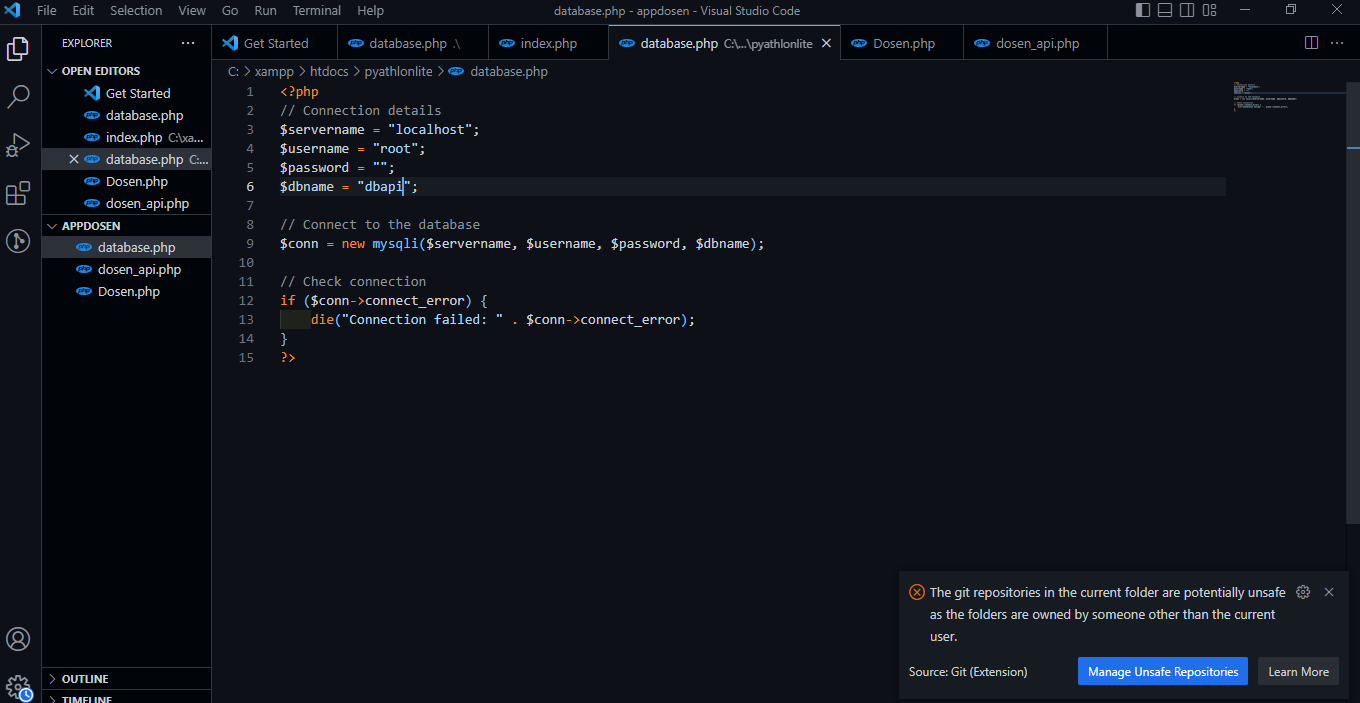 File Edit Selection View Go Run Terminal Help database.php - appdosen - Visual Studio Code
EXPLORER ···
Get Started database.php .\ index.php database.php C:\...\pyathlonlite Dosen.php dosen_api.php
C: > xampp > htdocs > pyathlonlite > database.php
OPEN EDITORS
Get Started
database.php
index.php C:\xa...
database.php C:...
Dosen.php
dosen_api.php
APPDOSEN
database.php
dosen_api.php
Dosen.php
OUTLINE
TIMELINE
1 <?php
2 // Connection details
3 $servername = "localhost";
4 $username = "root";
5 $password = "";
6 $dbname = "dbapi";
7
8 // Connect to the database
9 $conn = new mysqli($servername, $username, $password, $dbname);
10
11 // Check connection
12 if ($conn->connect_error) {
13     die("Connection failed: " . $conn->connect_error);
14 }
15 ?>
The git repositories in the current folder are potentially unsafe
as the folders are owned by someone other than the current
user.
Source: Git (Extension) Manage Unsafe Repositories Learn More